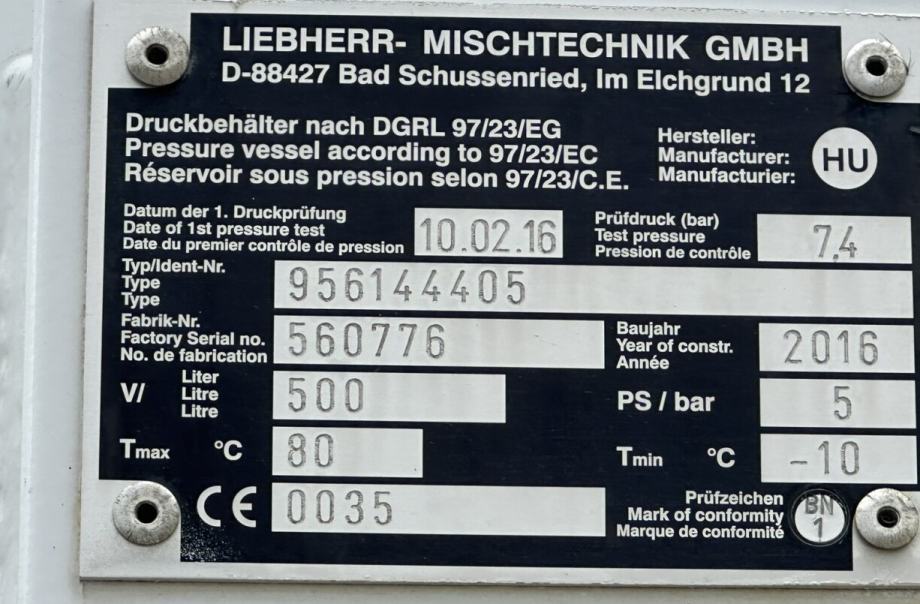 LIEBHERR- MISCHTECHNIK GMBH
D-88427 Bad Schussenried, Im Elchgrund 12
Druckbehälter nach DGRL 97/23/EG
Pressure vessel according to 97/23/EC
Réservoir sous pression selon 97/23/C.E.
Hersteller:
Manufacturer:
Manufacturier:
HU
Datum der 1. Druckprüfung
Date of 1st pressure test
Date du premier contrôle de pression
10.02.16
Prüfdruck (bar)
Test pressure
Pression de contrôle
7,4
Typ/Ident-Nr.
Type
Type
956144405
Fabrik-Nr.
Factory Serial no.
No. de fabrication
560776
Baujahr
Year of constr.
Année
2016
V/
Liter
Litre
Litre
500
PS / bar
5
Tmax °C
80
Tmin °C
-10
CE
0035
Prüfzeichen
Mark of conformity
Marque de conformité
BN
1